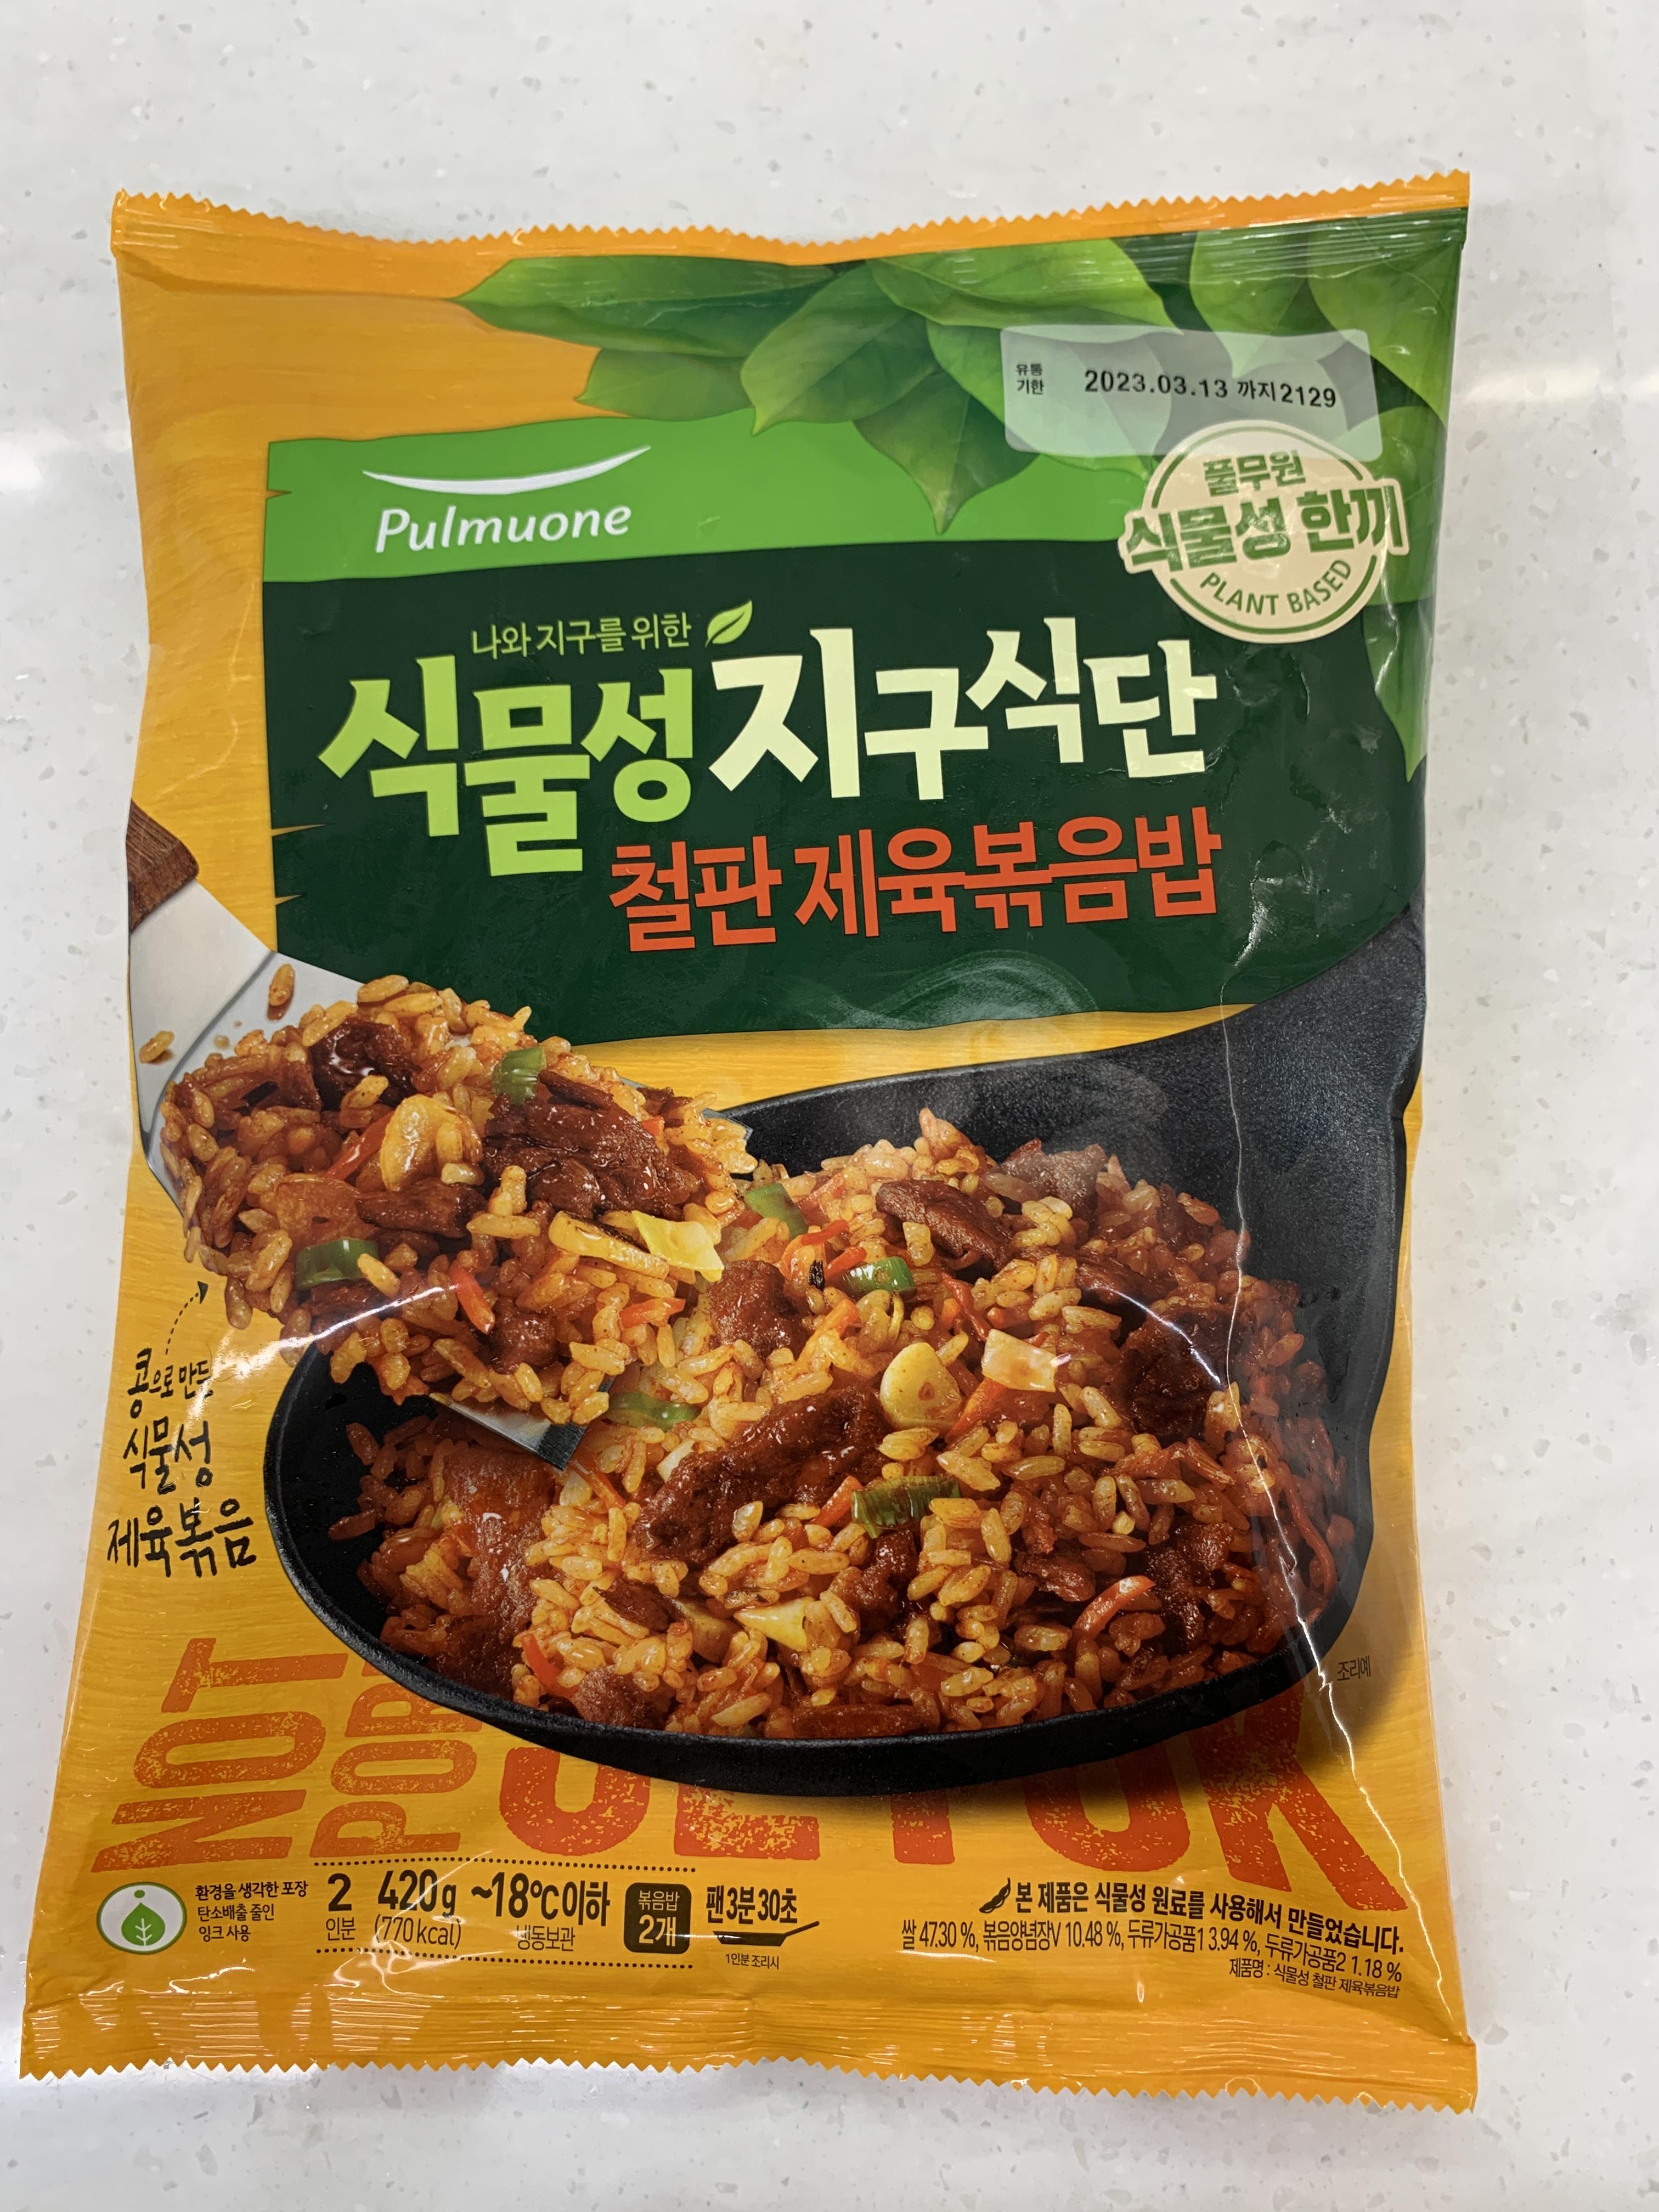 유통
기한
2023.03.13 까지2129
Pulmuone
풀무원
식물성 한끼
PLANT BASED
나와 지구를 위한
식물성 지구식단
철판 제육볶음밥
콩으로 만든
식물성
제육볶음
조리예
NOT
환경을 생각한 포장
탄소배출 줄인
잉크 사용
2
인분
420g
(770 kcal)
~18℃이하
냉동보관
볶음밥
2개
팬 3분 30초
1인분 조리시
본 제품은 식물성 원료를 사용해서 만들었습니다.
쌀 47.30 %, 볶음양념장V 10.48 %, 두류가공품1 3.94 %, 두류가공품2 1.18 %
제품명 : 식물성 철판 제육볶음밥